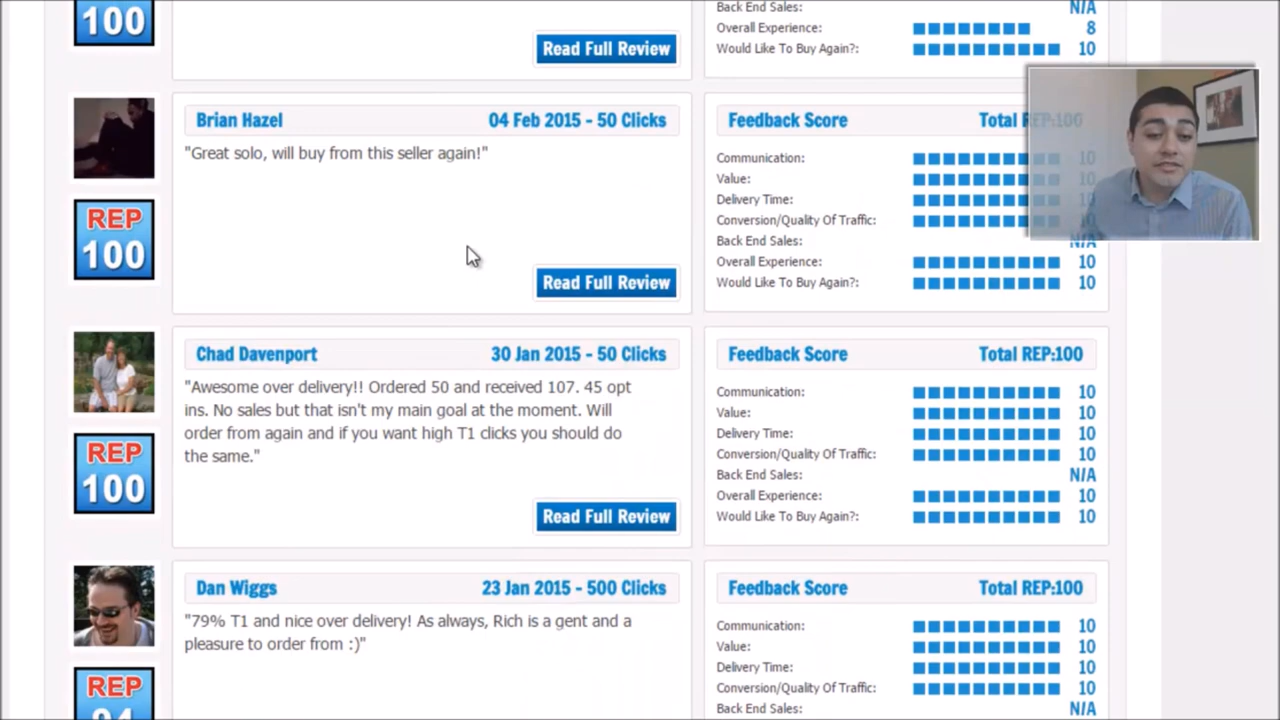 100
Read Full Review
Back End Sales: N/A
Overall Experience: 8
Would Like To Buy Again?: 10
Brian Hazel 04 Feb 2015 - 50 Clicks
"Great solo, will buy from this seller again!"
REP
100
Read Full Review
Feedback Score Total REP:100
Communication: 10
Value: 10
Delivery Time: 10
Conversion/Quality Of Traffic: 10
Back End Sales: N/A
Overall Experience: 10
Would Like To Buy Again?: 10
Chad Davenport 30 Jan 2015 - 50 Clicks
"Awesome over delivery!! Ordered 50 and received 107. 45 opt
ins. No sales but that isn't my main goal at the moment. Will
order from again and if you want high T1 clicks you should do
the same."
REP
100
Read Full Review
Feedback Score Total REP:100
Communication: 10
Value: 10
Delivery Time: 10
Conversion/Quality Of Traffic: 10
Back End Sales: N/A
Overall Experience: 10
Would Like To Buy Again?: 10
Dan Wiggs 23 Jan 2015 - 500 Clicks
"79% T1 and nice over delivery! As always, Rich is a gent and a
pleasure to order from :)"
REP
94
Feedback Score Total REP:100
Communication: 10
Value: 10
Delivery Time: 10
Conversion/Quality Of Traffic: 10
Back End Sales: N/A